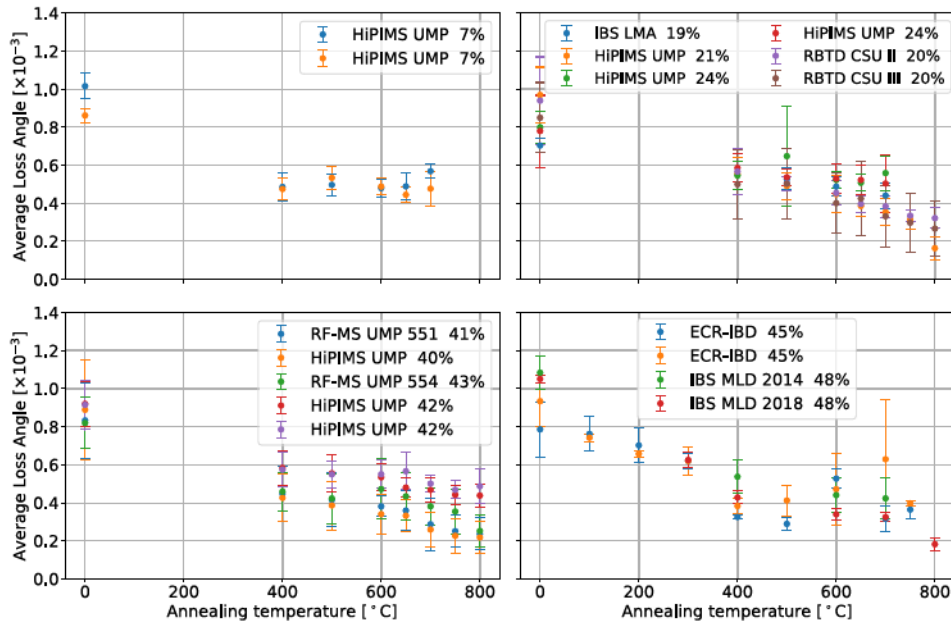 1.4
1.2
1.0
0.8
0.6
0.4
0.2
0.0
Average Loss Angle [×10⁻³]
HiPIMS UMP 7%
HiPIMS UMP 7%
IBS LMA 19%
HiPIMS UMP 21%
HiPIMS UMP 24%
HiPIMS UMP 24%
RBTD CSU II 20%
RBTD CSU III 20%
1.4
1.2
1.0
0.8
0.6
0.4
0.2
0.0
Average Loss Angle [×10⁻³]
RF-MS UMP 551 41%
HiPIMS UMP 40%
RF-MS UMP 554 43%
HiPIMS UMP 42%
HiPIMS UMP 42%
0 200 400 600 800
Annealing temperature [°C]
ECR-IBD 45%
ECR-IBD 45%
IBS MLD 2014 48%
IBS MLD 2018 48%
0 200 400 600 800
Annealing temperature [°C]